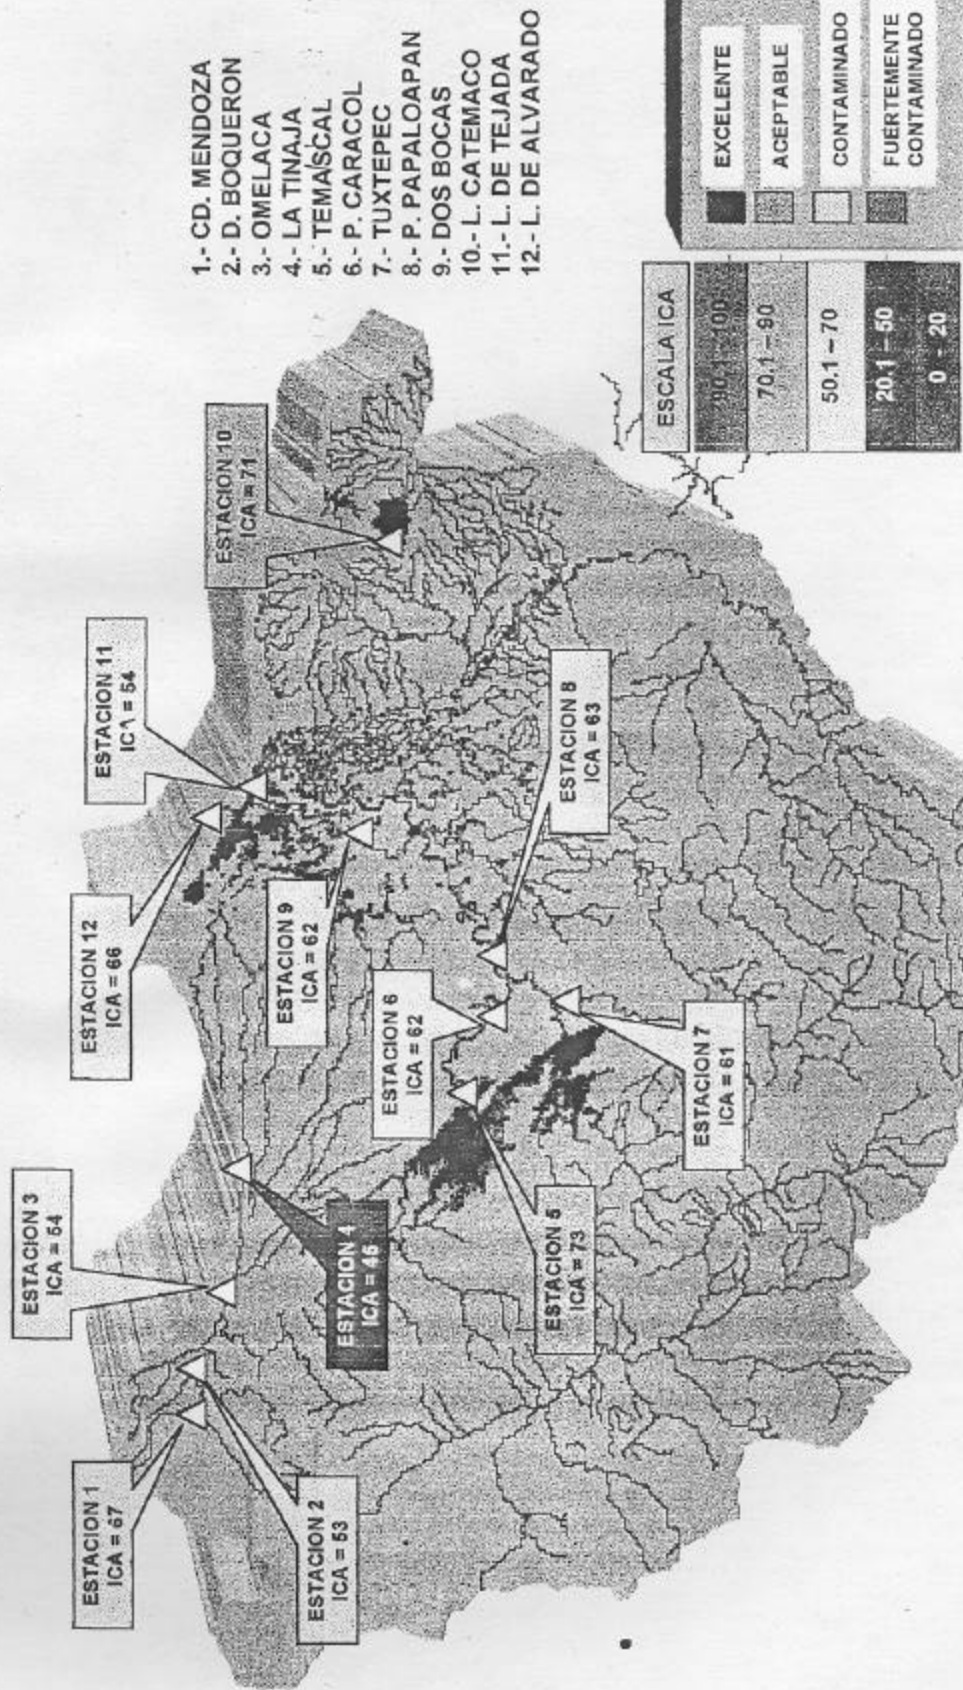 ESTACION 1
ICA = 67
ESTACION 2
ICA = 53
ESTACION 3
ICA = 54
ESTACION 4
ICA = 45
ESTACION 5
ICA = 73
ESTACION 6
ICA = 62
ESTACION 7
ICA = 61
ESTACION 8
ICA = 63
ESTACION 9
ICA = 62
ESTACION 10
ICA = 71
ESTACION 11
ICA = 54
ESTACION 12
ICA = 66
1.- CD. MENDOZA
2.- D. BOQUERON
3.- OMELACA
4.- LA TINAJA
5.- TEMASCAL
6.- P. CARACOL
7.- TUXTEPEC
8.- P. PAPALOAPAN
9.- DOS BOCAS
10.- L. CATEMACO
11.- L. DE TEJADA
12.- L. DE ALVARADO
ESCALA ICA
90.1 – 100
70.1 – 90
50.1 – 70
20.1 – 50
0 - 20
EXCELENTE
ACEPTABLE
CONTAMINADO
FUERTEMENTE
CONTAMINADO